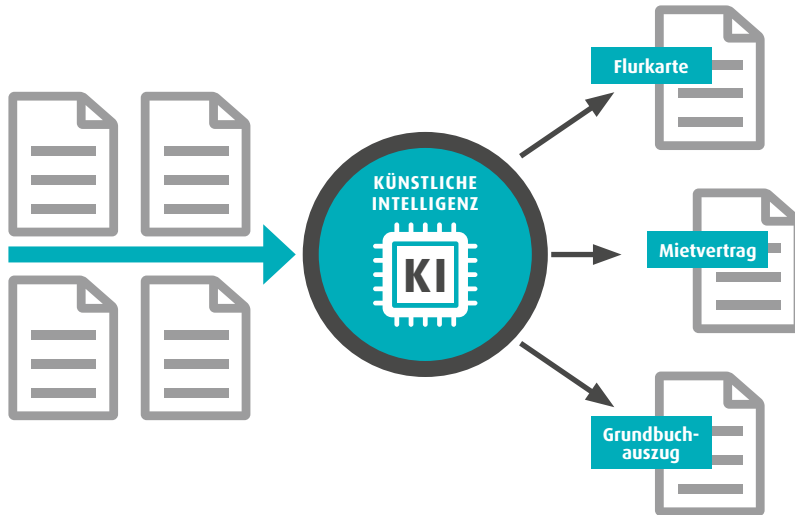 Flurkarte
KÜNSTLICHE
INTELLIGENZ
KI
Mietvertrag
Grundbuch-
auszug